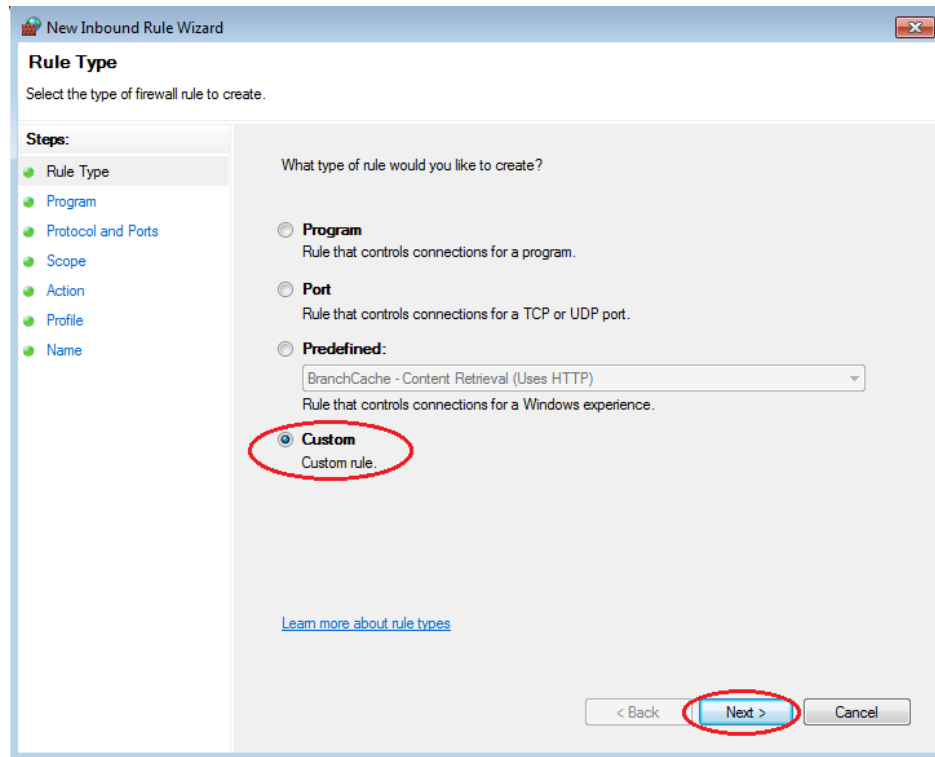 New Inbound Rule Wizard
Rule Type
Select the type of firewall rule to create.
Steps:
Rule Type
Program
Protocol and Ports
Scope
Action
Profile
Name
What type of rule would you like to create?
Program
Rule that controls connections for a program.
Port
Rule that controls connections for a TCP or UDP port.
Predefined:
BranchCache - Content Retrieval (Uses HTTP)
Rule that controls connections for a Windows experience.
Custom
Custom rule.
Learn more about rule types
< Back
Next >
Cancel